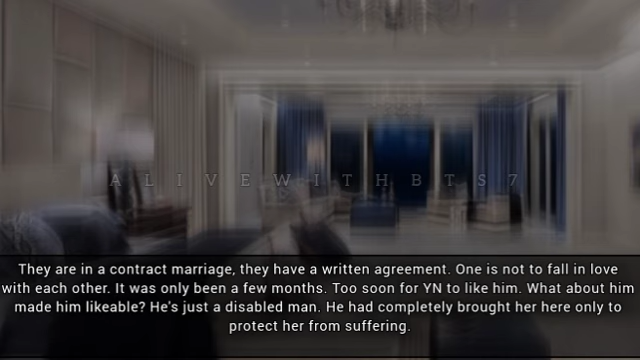 ALIVEWITHBTS7
They are in a contract marriage, they have a written agreement. One is not to fall in love
with each other. It was only been a few months. Too soon for YN to like him. What about him
made him likeable? He's just a disabled man. He had completely brought her here only to
protect her from suffering.